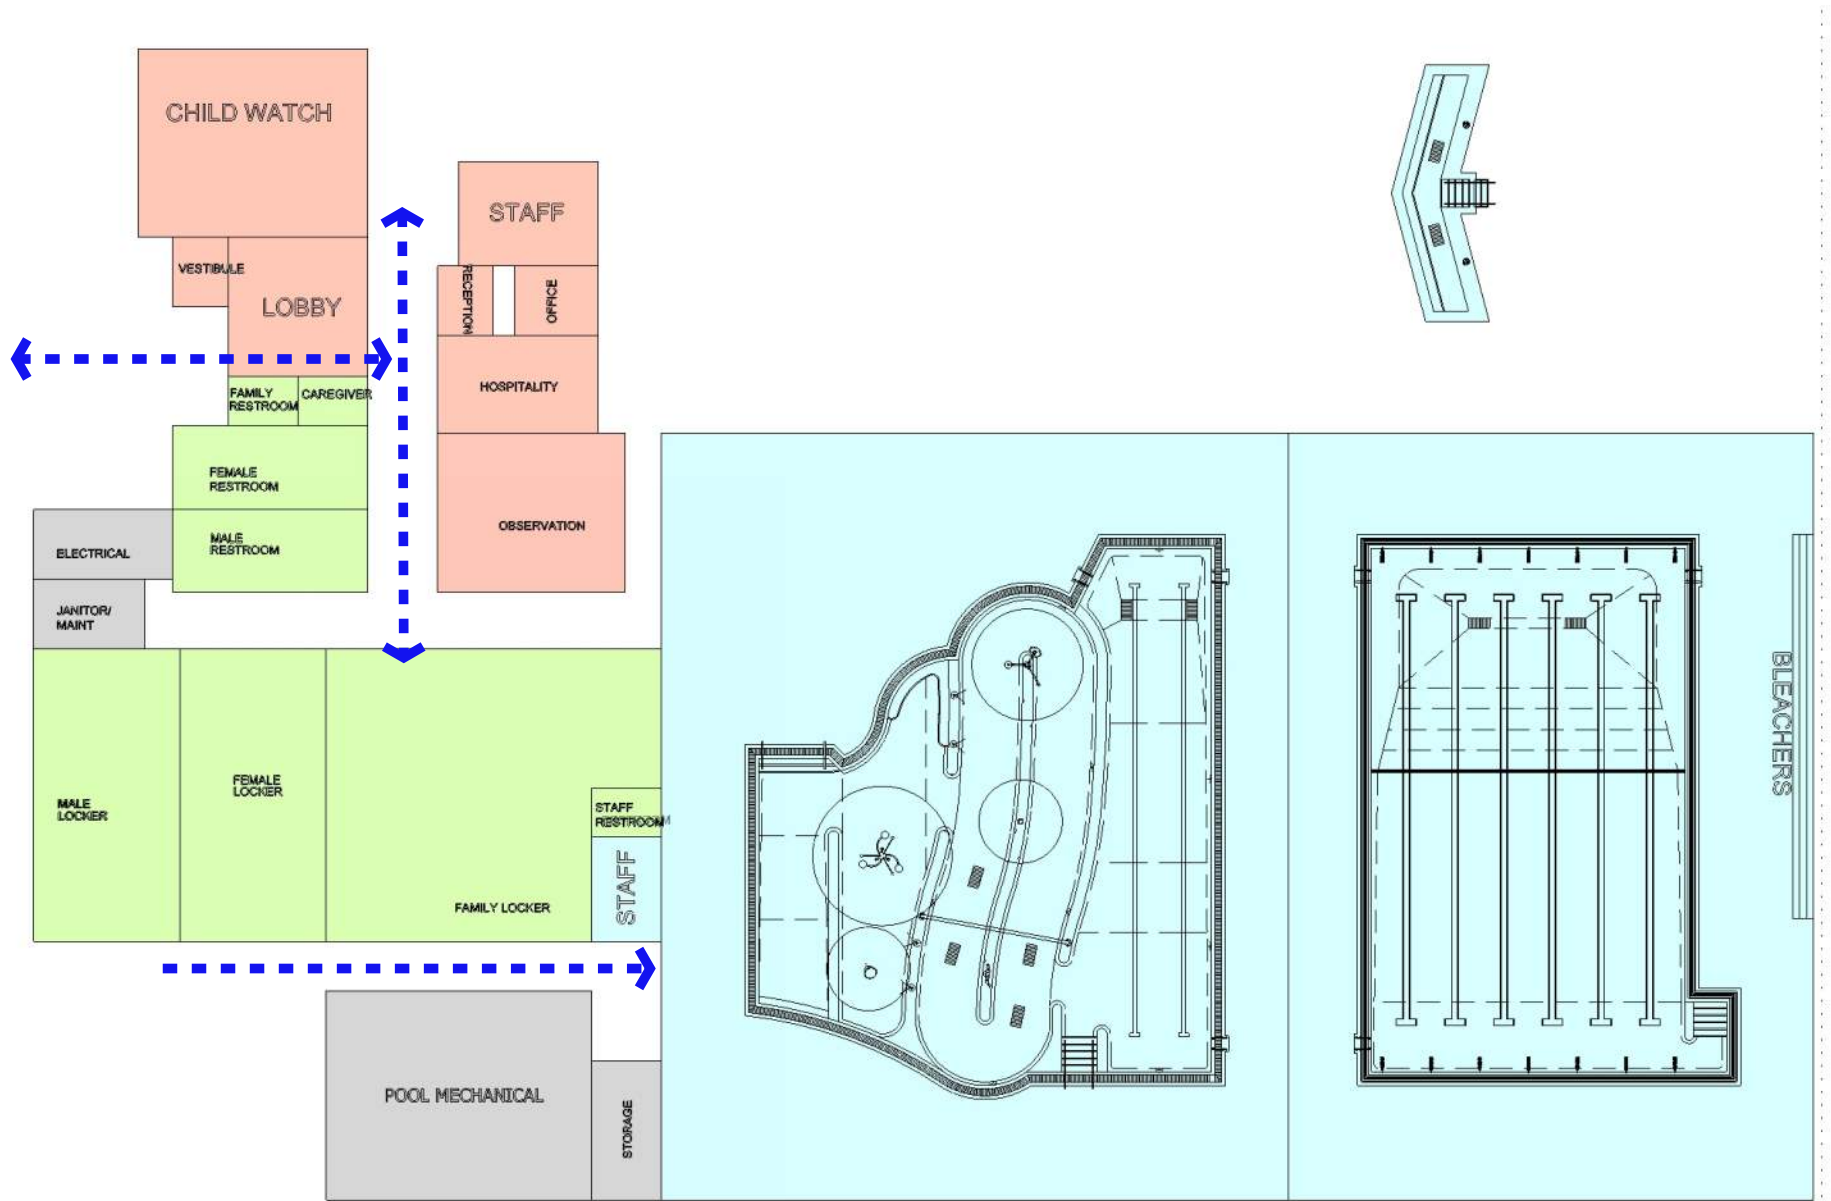 CHILD WATCH
STAFF
VESTIBULE
LOBBY
RECEPTION
OFFICE
FAMILY
RESTROOM
CAREGIVER
HOSPITALITY
FEMALE
RESTROOM
MALE
RESTROOM
OBSERVATION
ELECTRICAL
JANITOR/
MAINT
MALE
LOCKER
FEMALE
LOCKER
FAMILY LOCKER
STAFF
RESTROOM
STAFF
BLEACHERS
POOL MECHANICAL
STORAGE